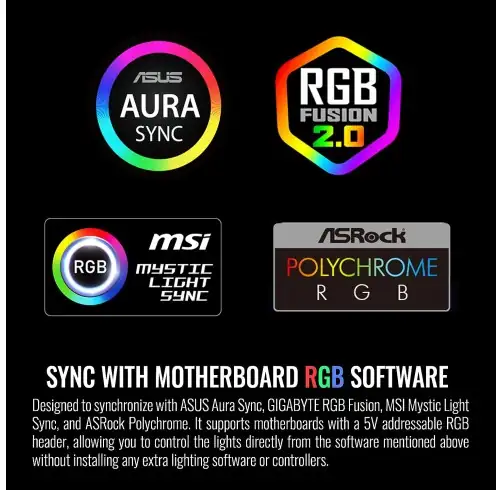 ASUS
AURA
SYNC
RGB
FUSION
2.0
RGB
msi
MYSTIC
LIGHT
SYNC
ASRock
POLYCHROME
R G B
SYNC WITH MOTHERBOARD RGB SOFTWARE
Designed to synchronize with ASUS Aura Sync, GIGABYTE RGB Fusion, MSI Mystic Light
Sync, and ASRock Polychrome. It supports motherboards with a 5V addressable RGB
header, allowing you to control the lights directly from the software mentioned above
without installing any extra lighting software or controllers.